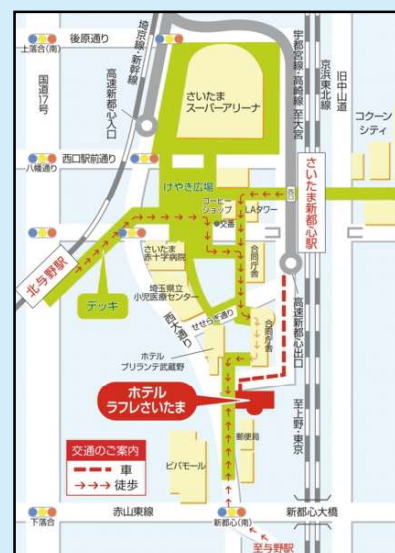 後原通り
上落合(南)
国道17号
埼京線・新幹線
高速新都心入口
さいたま
スーパーアリーナ
宇都宮線・高崎線 至大宮
京浜東北線
旧中山道
コクーン
シティ
西口駅前通り
八幡通り
けやき広場
コーヒー
ショップ
LAタワー
交番
西口
さいたま新都心駅
北与野駅
デッキ
さいたま
赤十字病院
埼玉県立
小児医療センター
合同庁舎
せせらぎ通り
西大通り
合同庁舎
高速新都心出口
ホテル
ブリランテ武蔵野
ホテル
ラフレさいたま
至上野・東京
郵便局
ビバモール
交通のご案内
車
徒歩
赤山東線
下落合
新都心(南)
新都心大橋
至与野駅